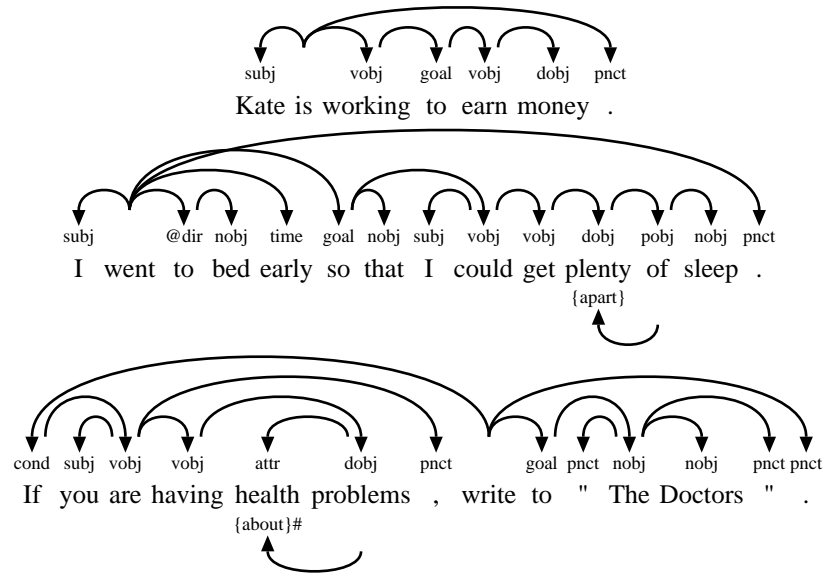 subj vobj goal vobj dobj pnct
Kate is working to earn money .
subj @dir nobj time goal nobj subj vobj vobj dobj pobj nobj pnct
I went to bed early so that I could get plenty of sleep .
{apart}
cond subj vobj vobj attr dobj pnct goal pnct nobj nobj pnct pnct
If you are having health problems , write to " The Doctors " .
{about}#